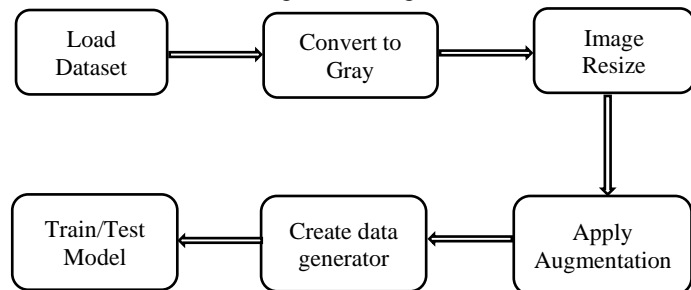 Load
Dataset
Convert to
Gray
Image
Resize
Apply
Augmentation
Create data
generator
Train/Test
Model